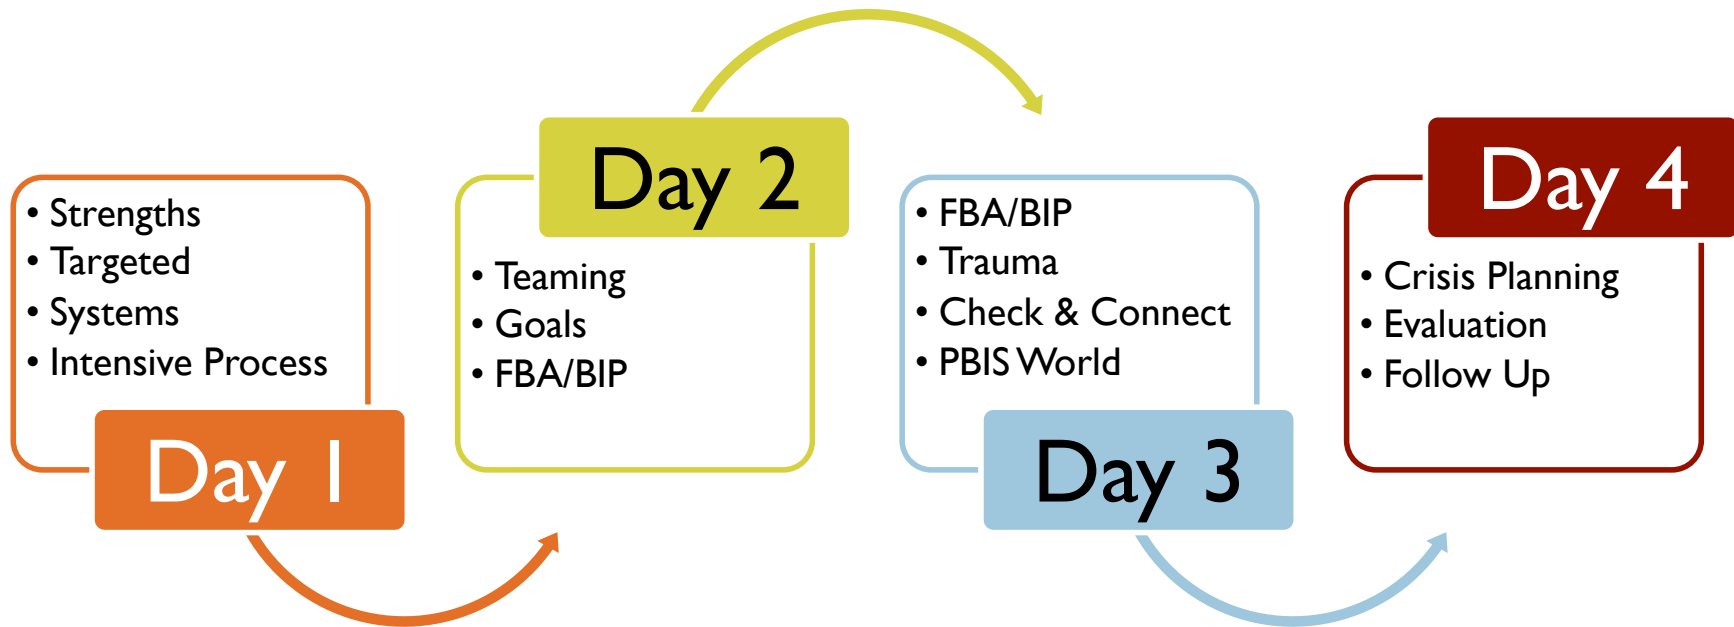 • Strengths
• Targeted
• Systems
• Intensive Process
Day 1
Day 2
• Teaming
• Goals
• FBA/BIP
• FBA/BIP
• Trauma
• Check & Connect
• PBIS World
Day 3
Day 4
• Crisis Planning
• Evaluation
• Follow Up